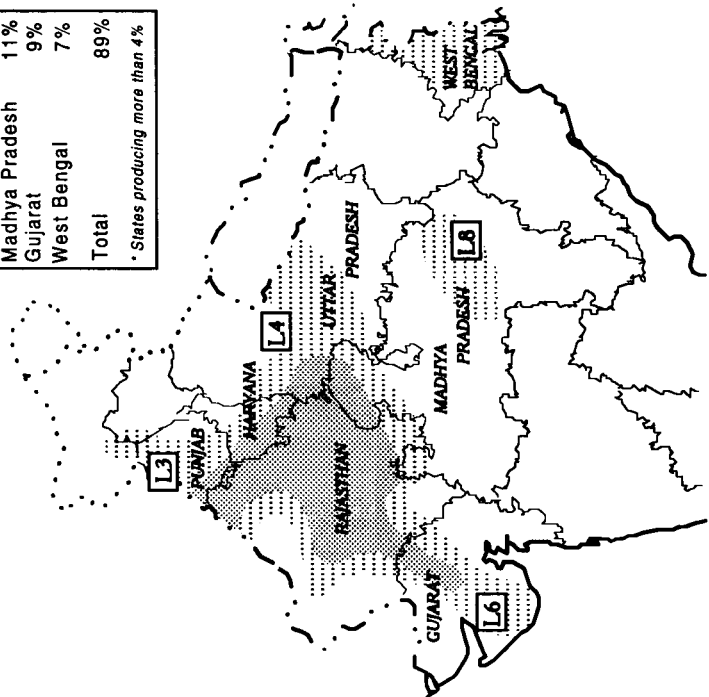 Madhya Pradesh 11%
Gujarat 9%
West Bengal 7%
Total 89%
* States producing more than 4%
L3
PUNJAB
HARYANA
L4
UTTAR
PRADESH
RAJASTHAN
GUJARAT
L6
MADHYA
PRADESH
L8
WEST
BENGAL